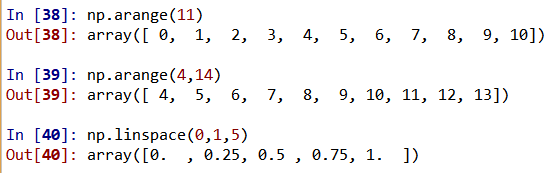 In [38]: np.arange(11)
Out[38]: array([ 0,  1,  2,  3,  4,  5,  6,  7,  8,  9, 10])
In [39]: np.arange(4,14)
Out[39]: array([ 4,  5,  6,  7,  8,  9, 10, 11, 12, 13])
In [40]: np.linspace(0,1,5)
Out[40]: array([0.  , 0.25, 0.5 , 0.75, 1.  ])